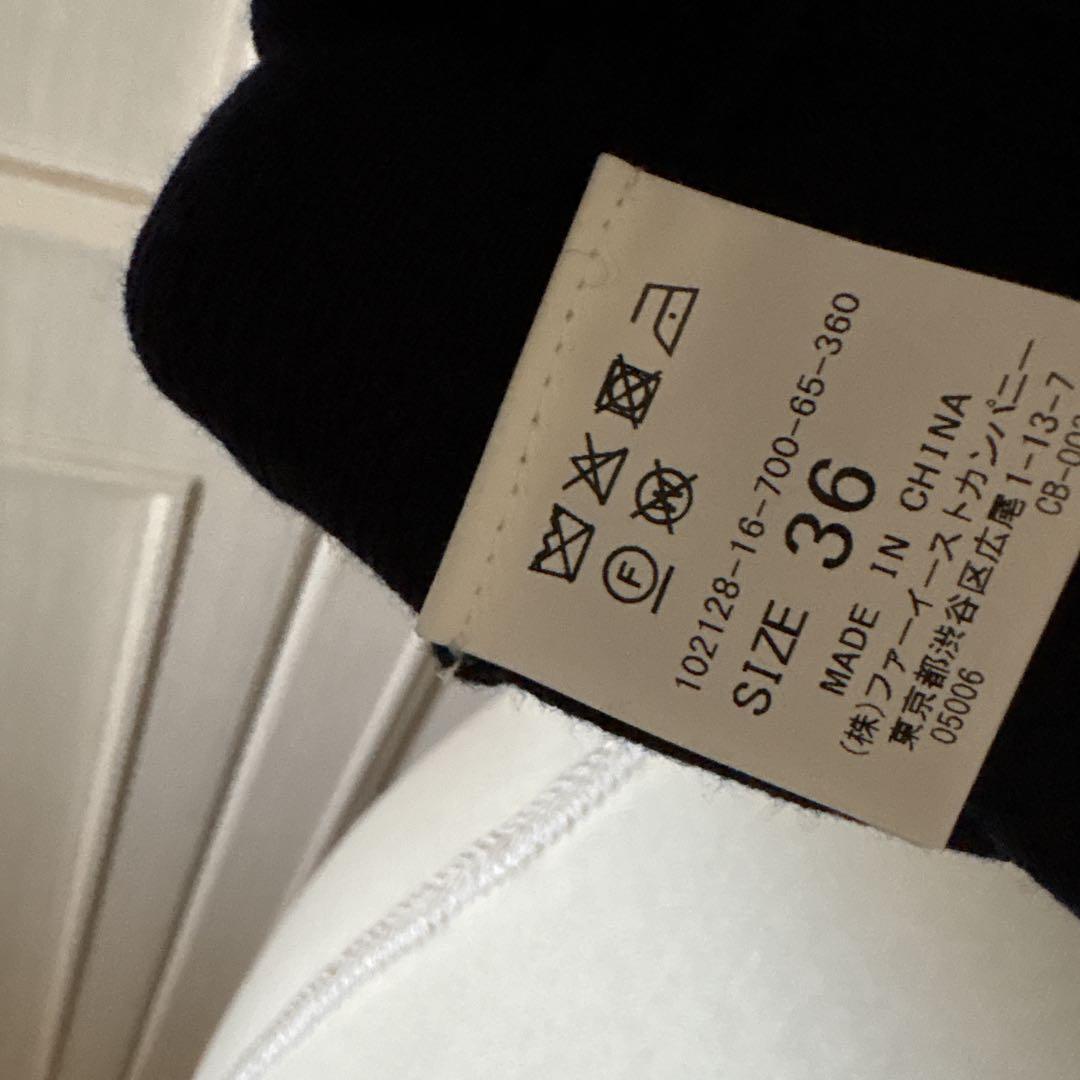 F W
102128-16-700-65-360
SIZE 36
MADE IN CHINA
(株)ファーイーストカンパニー
東京都渋谷区広尾1-13-7
05006